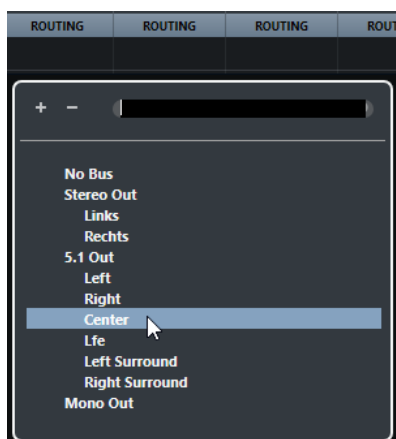 ROUTING ROUTING ROUTING ROUT
+ −
No Bus
Stereo Out
Links
Rechts
5.1 Out
Left
Right
Center
Lfe
Left Surround
Right Surround
Mono Out